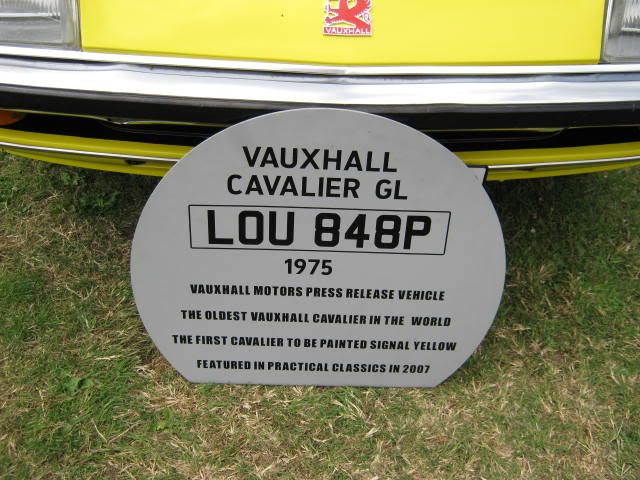 VAUXHALL
VAUXHALL
CAVALIER GL
LOU 848P
1975
VAUXHALL MOTORS PRESS RELEASE VEHICLE
THE OLDEST VAUXHALL CAVALIER IN THE WORLD
THE FIRST CAVALIER TO BE PAINTED SIGNAL YELLOW
FEATURED IN PRACTICAL CLASSICS IN 2007